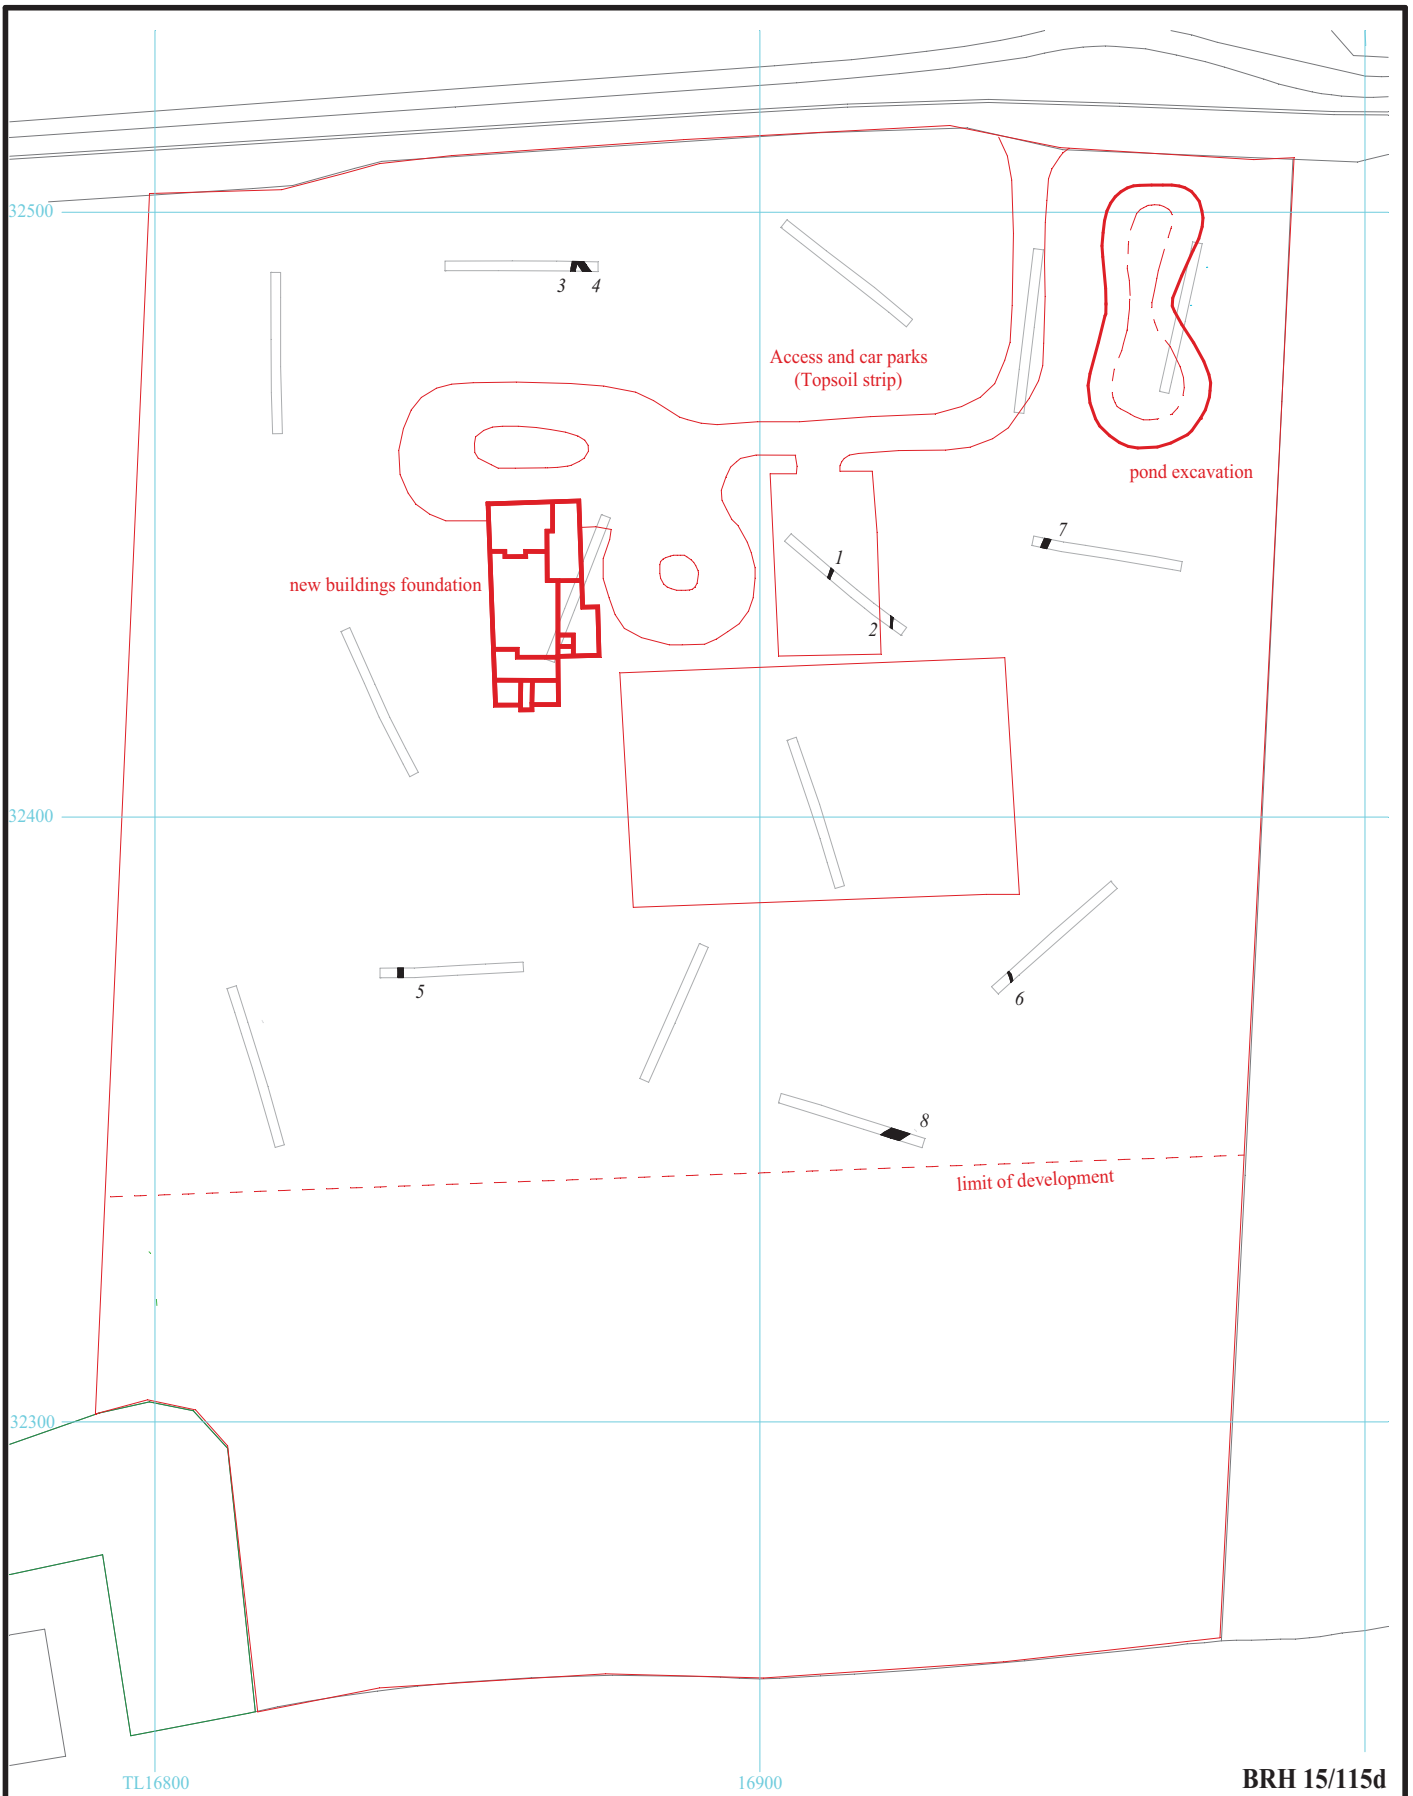 32500
3 4
Access and car parks
(Topsoil strip)
pond excavation
7
1
new buildings foundation
2
32400
5
6
8
limit of development
32300
TL16800
16900
BRH 15/115d